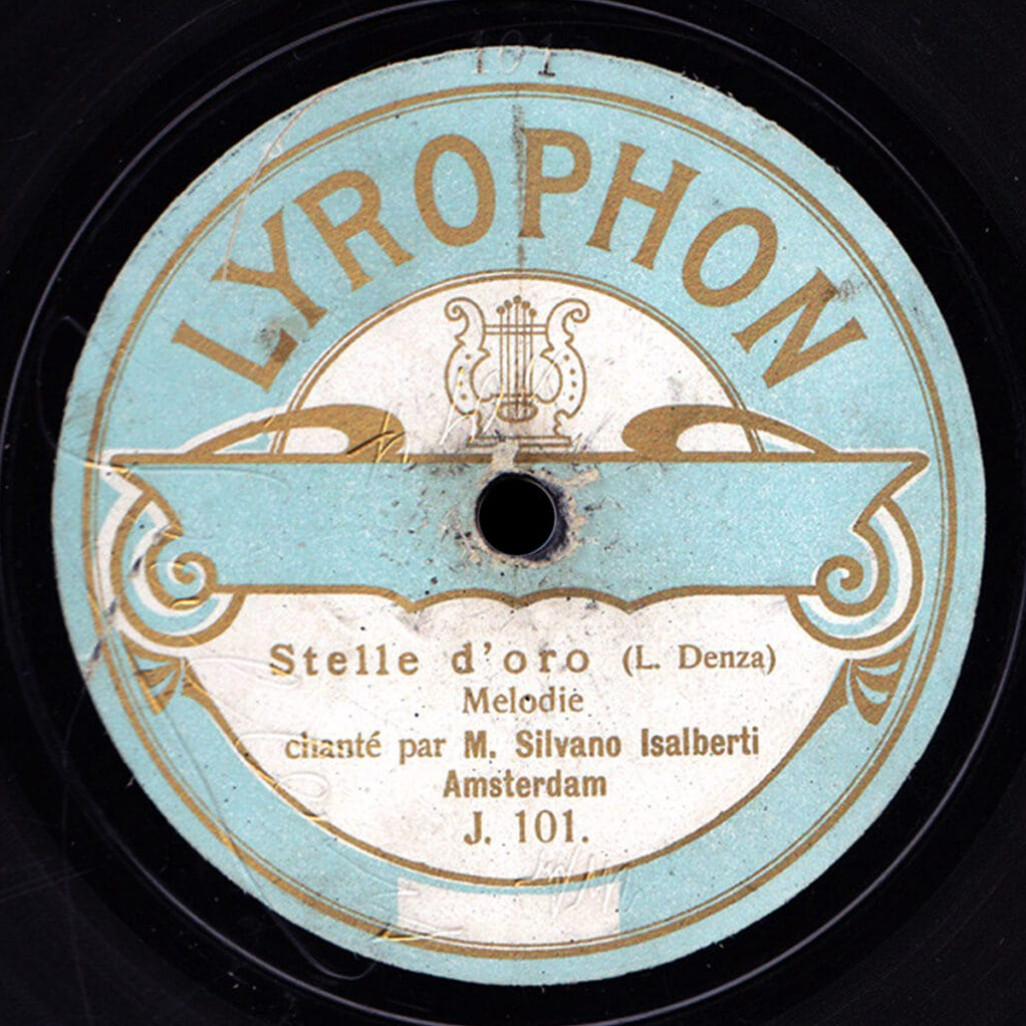 101
LYROPHON
Stelle d'oro (L. Denza)
Melodie
chanté par M. Silvano Isalberti
Amsterdam
J. 101.